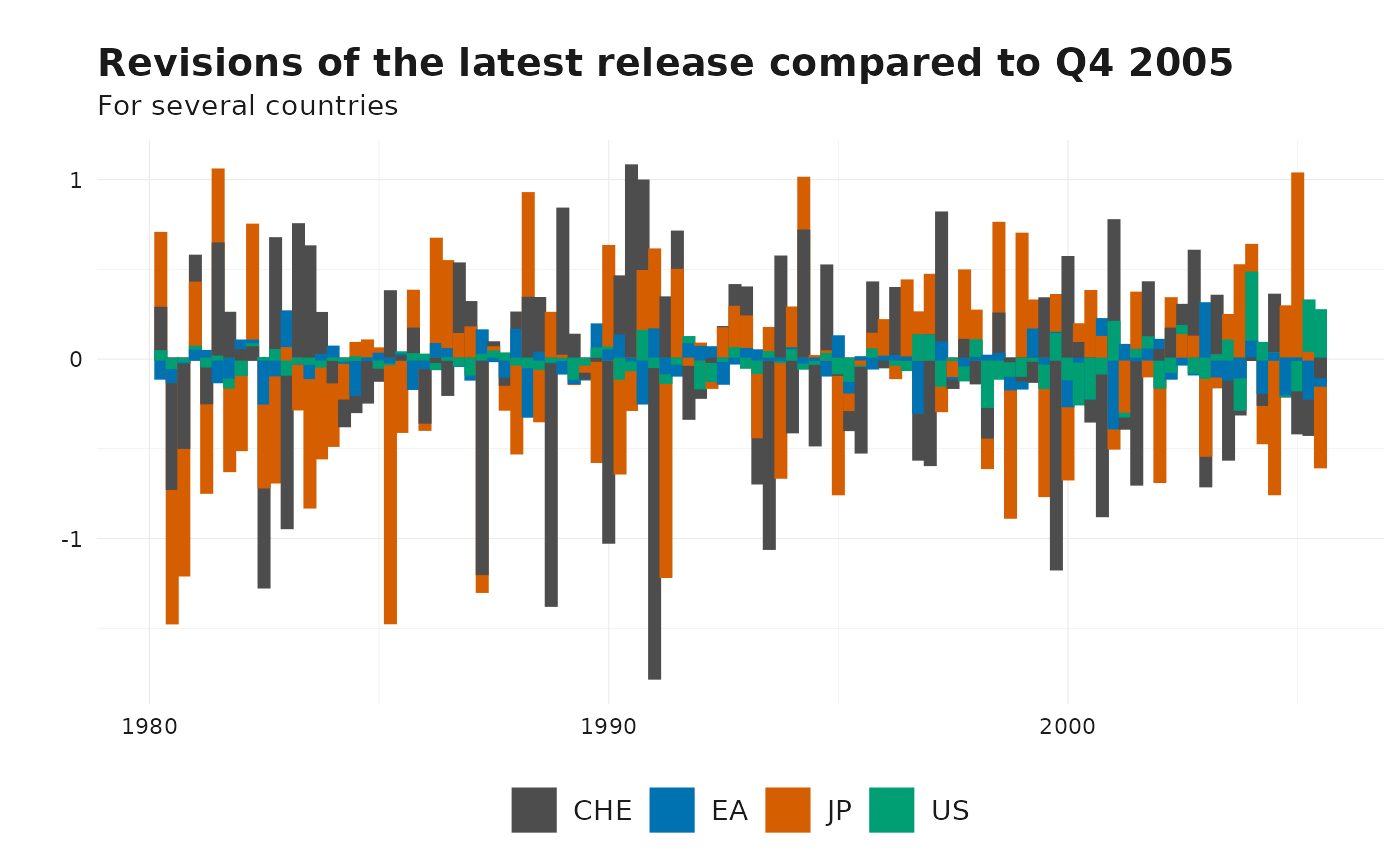 Revisions of the latest release compared to Q4 2005
For several countries
1
0
-1
1980 1990 2000
CHE EA JP US